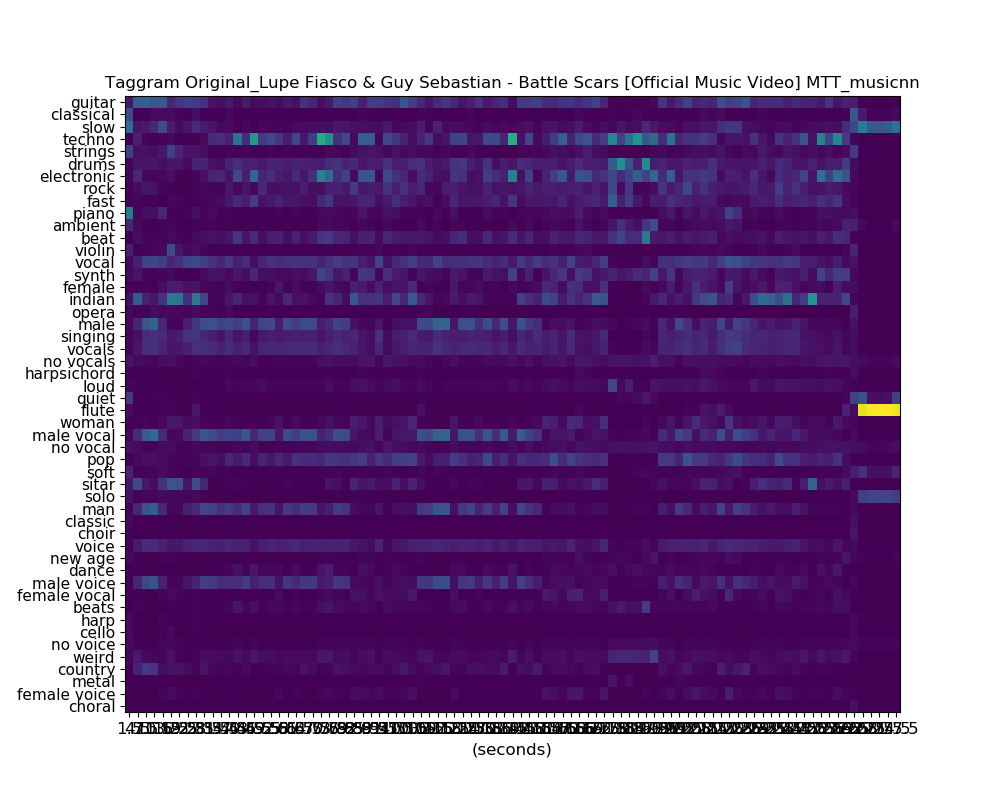 Taggram Original_Lupe Fiasco & Guy Sebastian - Battle Scars [Official Music Video] MTT_musicnn
guitar
classical
slow
techno
strings
drums
electronic
rock
fast
piano
ambient
beat
violin
vocal
synth
female
indian
opera
male
singing
vocals
no vocals
harpsichord
loud
quiet
flute
woman
male vocal
no vocal
pop
soft
sitar
solo
man
classic
choir
voice
new age
dance
male voice
female vocal
beats
harp
cello
no voice
weird
country
metal
female voice
choral
(seconds)